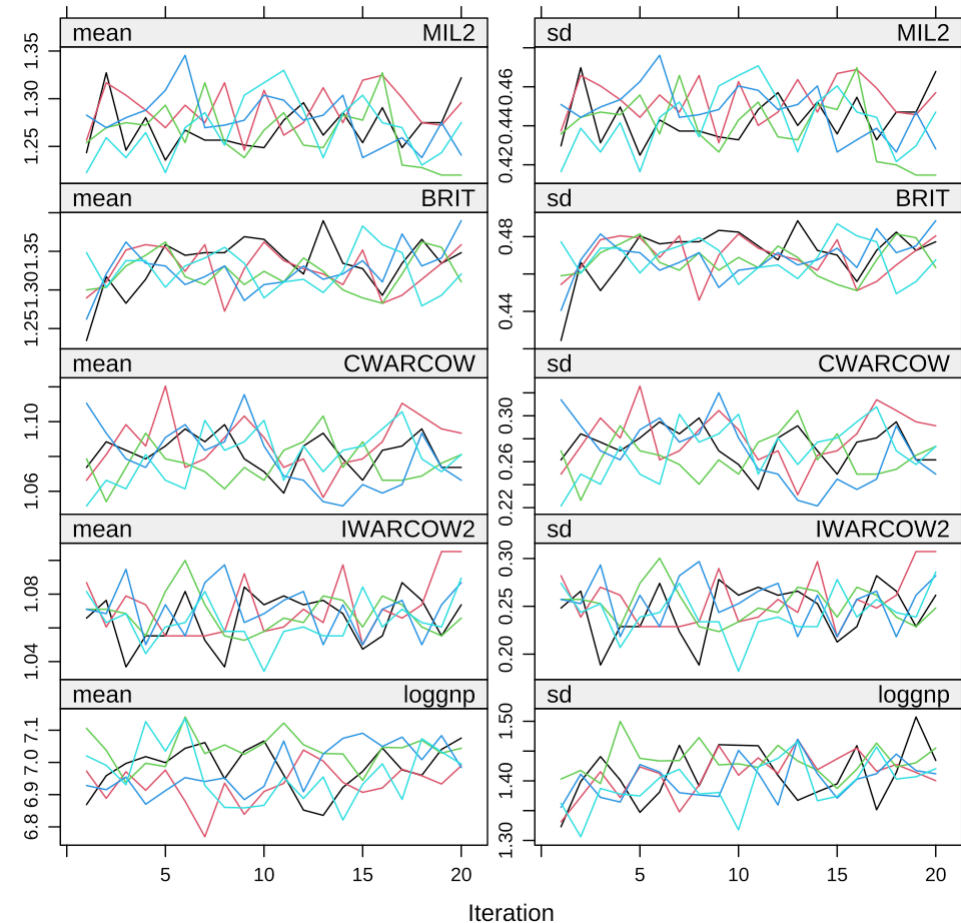 mean MIL2 sd MIL2
1.25 1.30 1.35
0.42 0.44 0.46
mean BRIT sd BRIT
1.25 1.30 1.35
0.44 0.48
mean CWARCOW sd CWARCOW
1.06 1.10
0.22 0.26 0.30
mean IWARCOW2 sd IWARCOW2
1.04 1.08
0.20 0.25 0.30
mean loggnp sd loggnp
6.8 6.9 7.0 7.1
1.30 1.40 1.50
5 10 15 20 5 10 15 20
Iteration